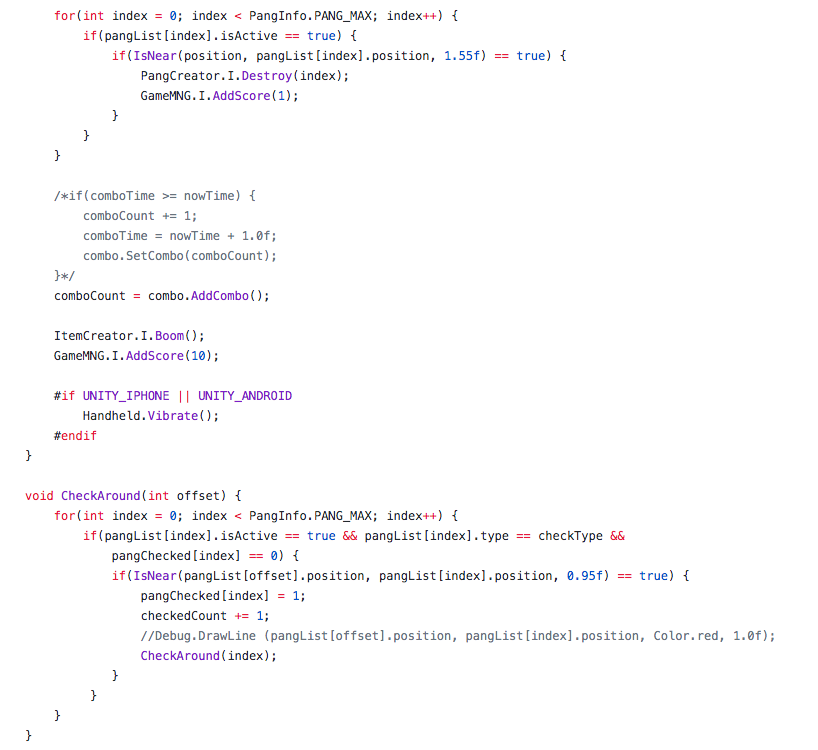 for(int index = 0; index < PangInfo.PANG_MAX; index++) {
if(pangList[index].isActive == true) {
if(IsNear(position, pangList[index].position, 1.55f) == true) {
PangCreator.I.Destroy(index);
GameMNG.I.AddScore(1);
}
}
}
/*if(comboTime >= nowTime) {
comboCount += 1;
comboTime = nowTime + 1.0f;
combo.SetCombo(comboCount);
}*/
comboCount = combo.AddCombo();
ItemCreator.I.Boom();
GameMNG.I.AddScore(10);
#if UNITY_IPHONE || UNITY_ANDROID
Handheld.Vibrate();
#endif
}
void CheckAround(int offset) {
for(int index = 0; index < PangInfo.PANG_MAX; index++) {
if(pangList[index].isActive == true && pangList[index].type == checkType &&
pangChecked[index] == 0) {
if(IsNear(pangList[offset].position, pangList[index].position, 0.95f) == true) {
pangChecked[index] = 1;
checkedCount += 1;
//Debug.DrawLine (pangList[offset].position, pangList[index].position, Color.red, 1.0f);
CheckAround(index);
}
}
}
}